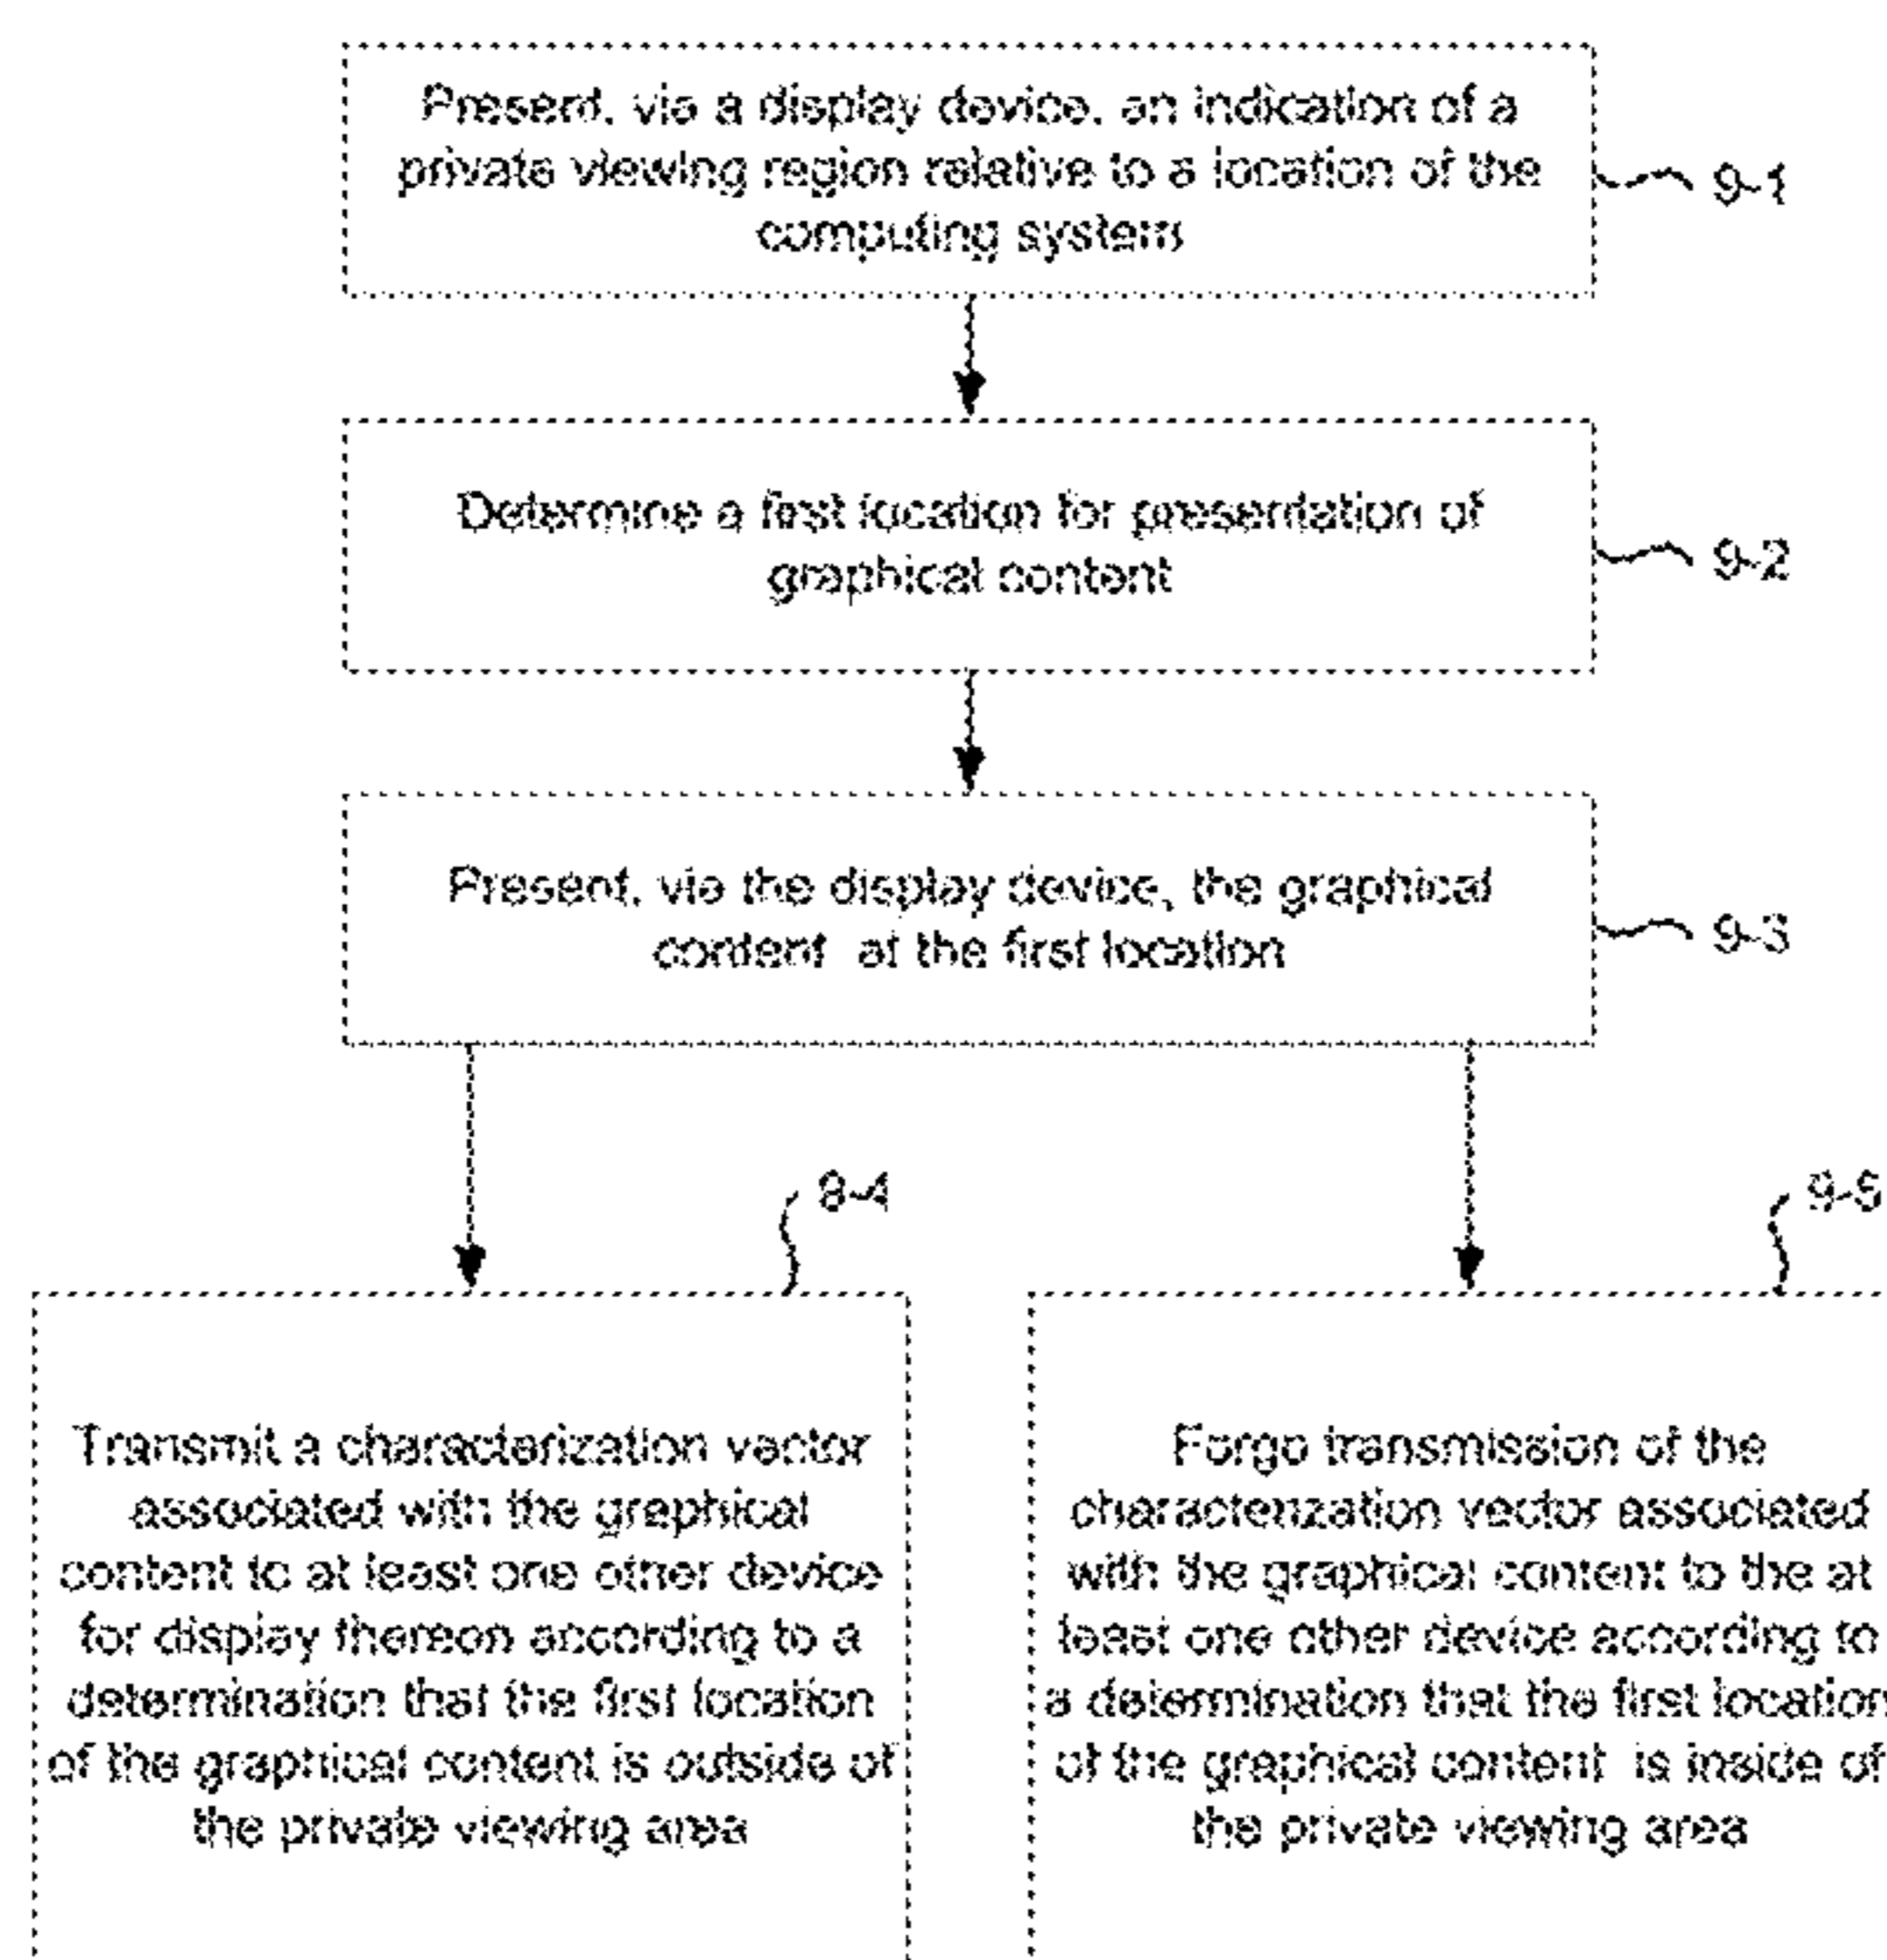 Present, via a display device, an indication of a
private viewing region relative to a location of the
computing system
9-1
Determine a first location for presentation of
graphical content
9-2
Present, via the display device, the graphical
content at the first location
9-3
9-4
Transmit a characterization vector
associated with the graphical
content to at least one other device
for display thereon according to a
determination that the first location
of the graphical content is outside of
the private viewing area
9-5
Forgo transmission of the
characterization vector associated
with the graphical content to the at
least one other device according to
a determination that the first location
of the graphical content is inside of
the private viewing area